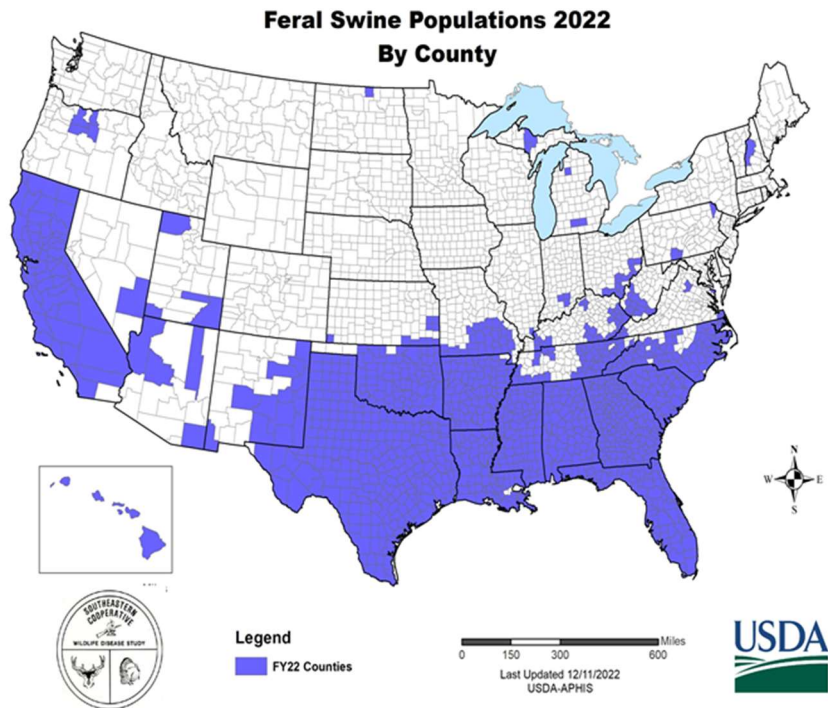 Feral Swine Populations 2022
By County
N
W
E
S
SOUTHEASTERN
COOPERATIVE
WILDLIFE DISEASE STUDY
Legend
FY22 Counties
Miles
0 150 300 600
Last Updated 12/11/2022
USDA-APHIS
USDA